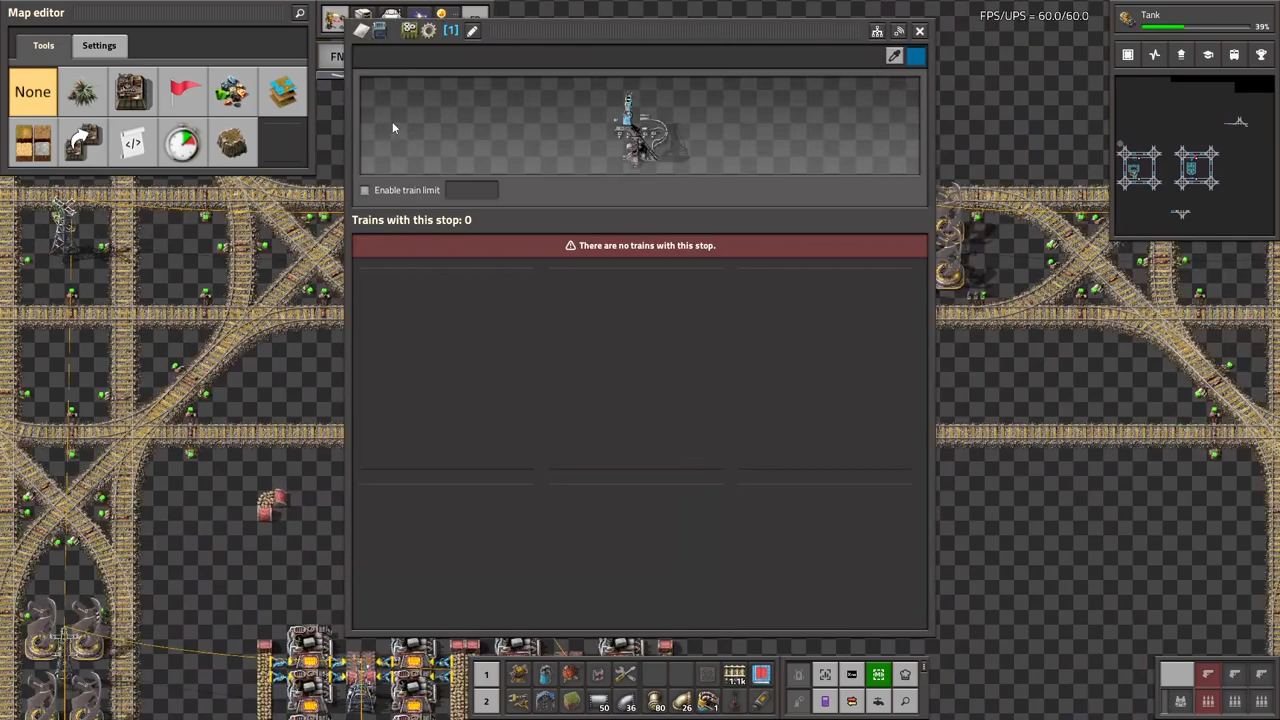 Map editor
Tools
Settings
None
</>
FN
[1]
FPS/UPS = 60.0/60.0
Tank
39%
Enable train limit
Trains with this stop: 0
There are no trains with this stop.
1
1.1k
2
50
36
80
26
1